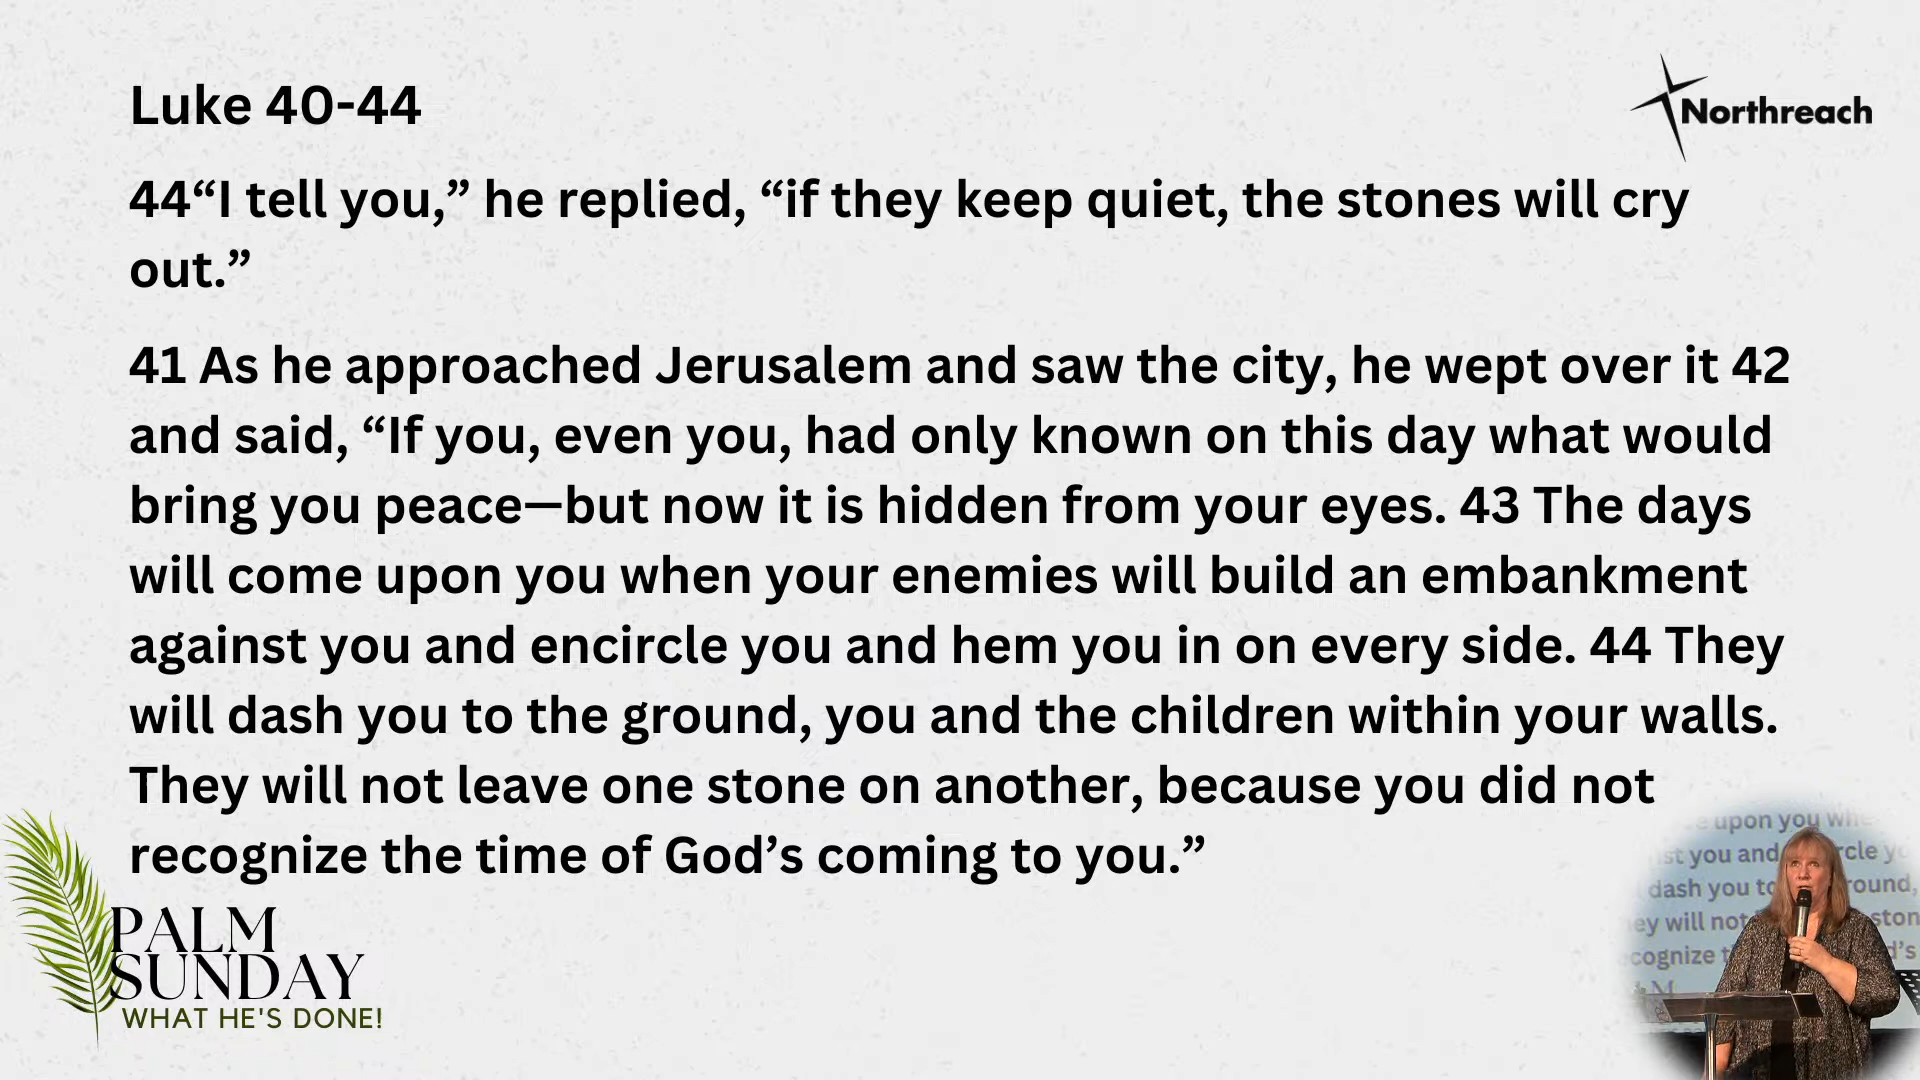 Luke 40-44
Northreach
44“I tell you,” he replied, “if they keep quiet, the stones will cry
out.”
41 As he approached Jerusalem and saw the city, he wept over it 42
and said, “If you, even you, had only known on this day what would
bring you peace—but now it is hidden from your eyes. 43 The days
will come upon you when your enemies will build an embankment
against you and encircle you and hem you in on every side. 44 They
will dash you to the ground, you and the children within your walls.
They will not leave one stone on another, because you did not
recognize the time of God’s coming to you.”
PALM
SUNDAY
WHAT HE'S DONE!
upon you
you and
dash you to round,
will not